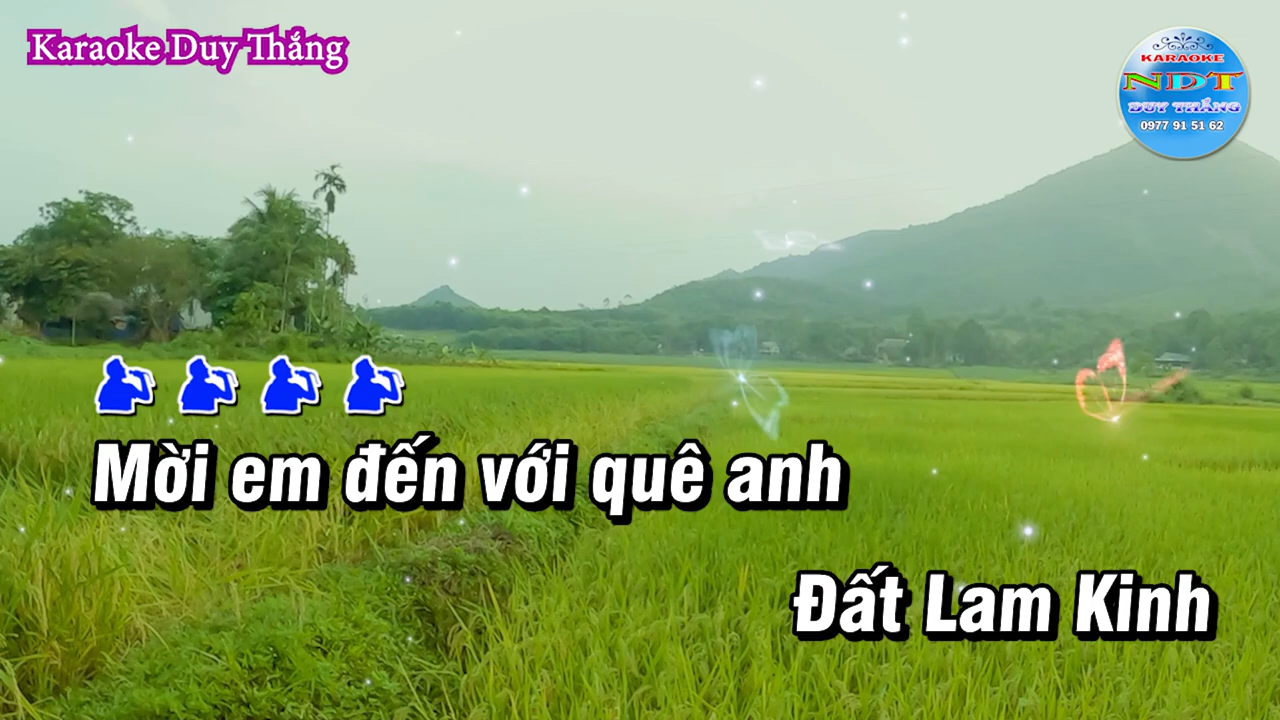 Karaoke Duy Thắng
KARAOKE
NDT
DUY THẮNG
0977 91 51 62
Mời em đến với quê anh
Đất Lam Kinh